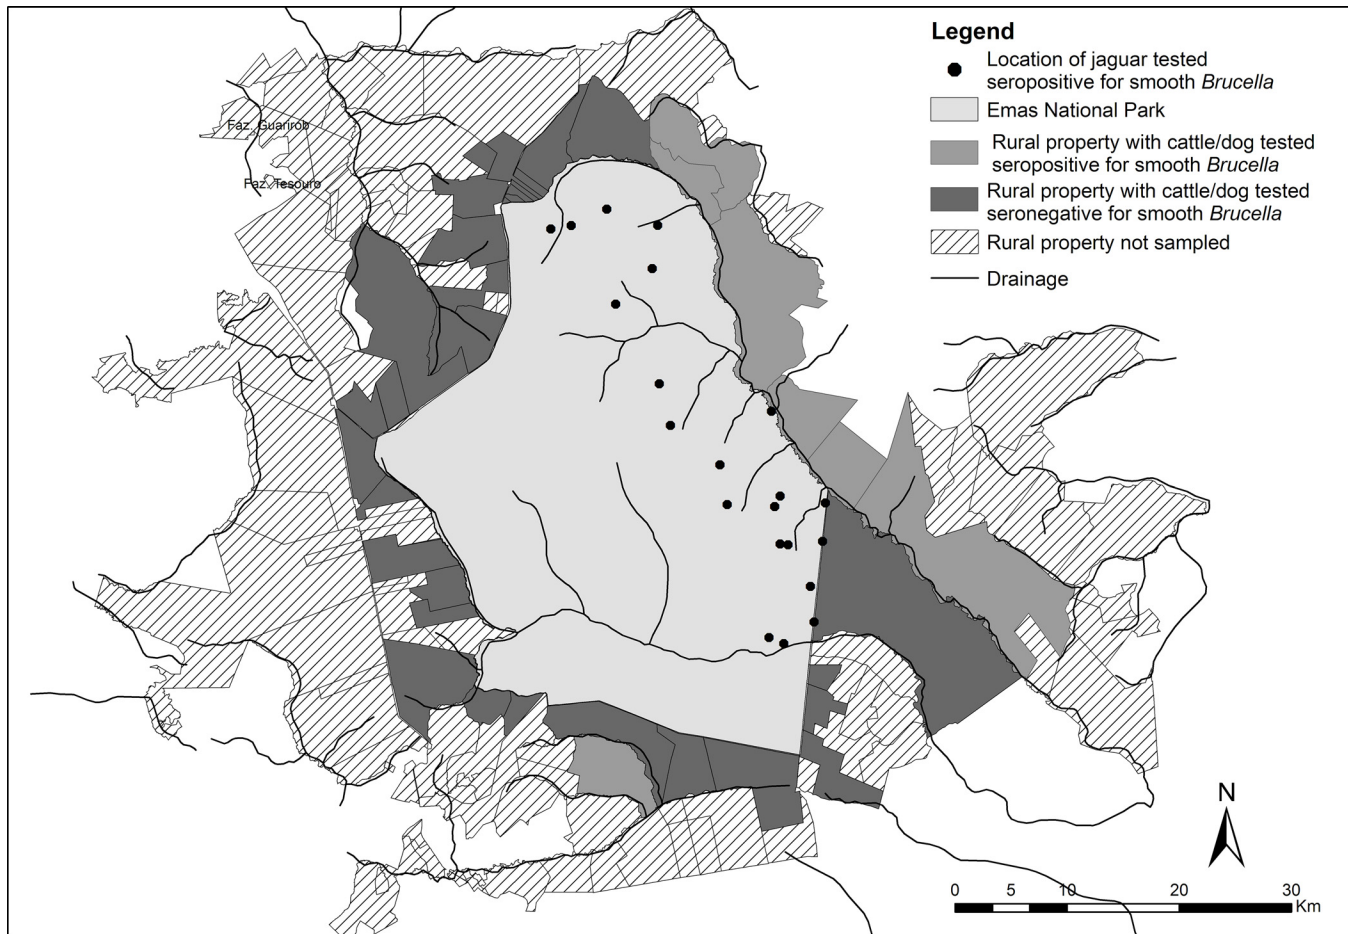 Legend
Location of jaguar tested
seropositive for smooth Brucella
Emas National Park
Rural property with cattle/dog tested
seropositive for smooth Brucella
Rural property with cattle/dog tested
seronegative for smooth Brucella
Rural property not sampled
Drainage
Faz. Guarirob
Faz. Tesouro
N
0 5 10 20 30
Km